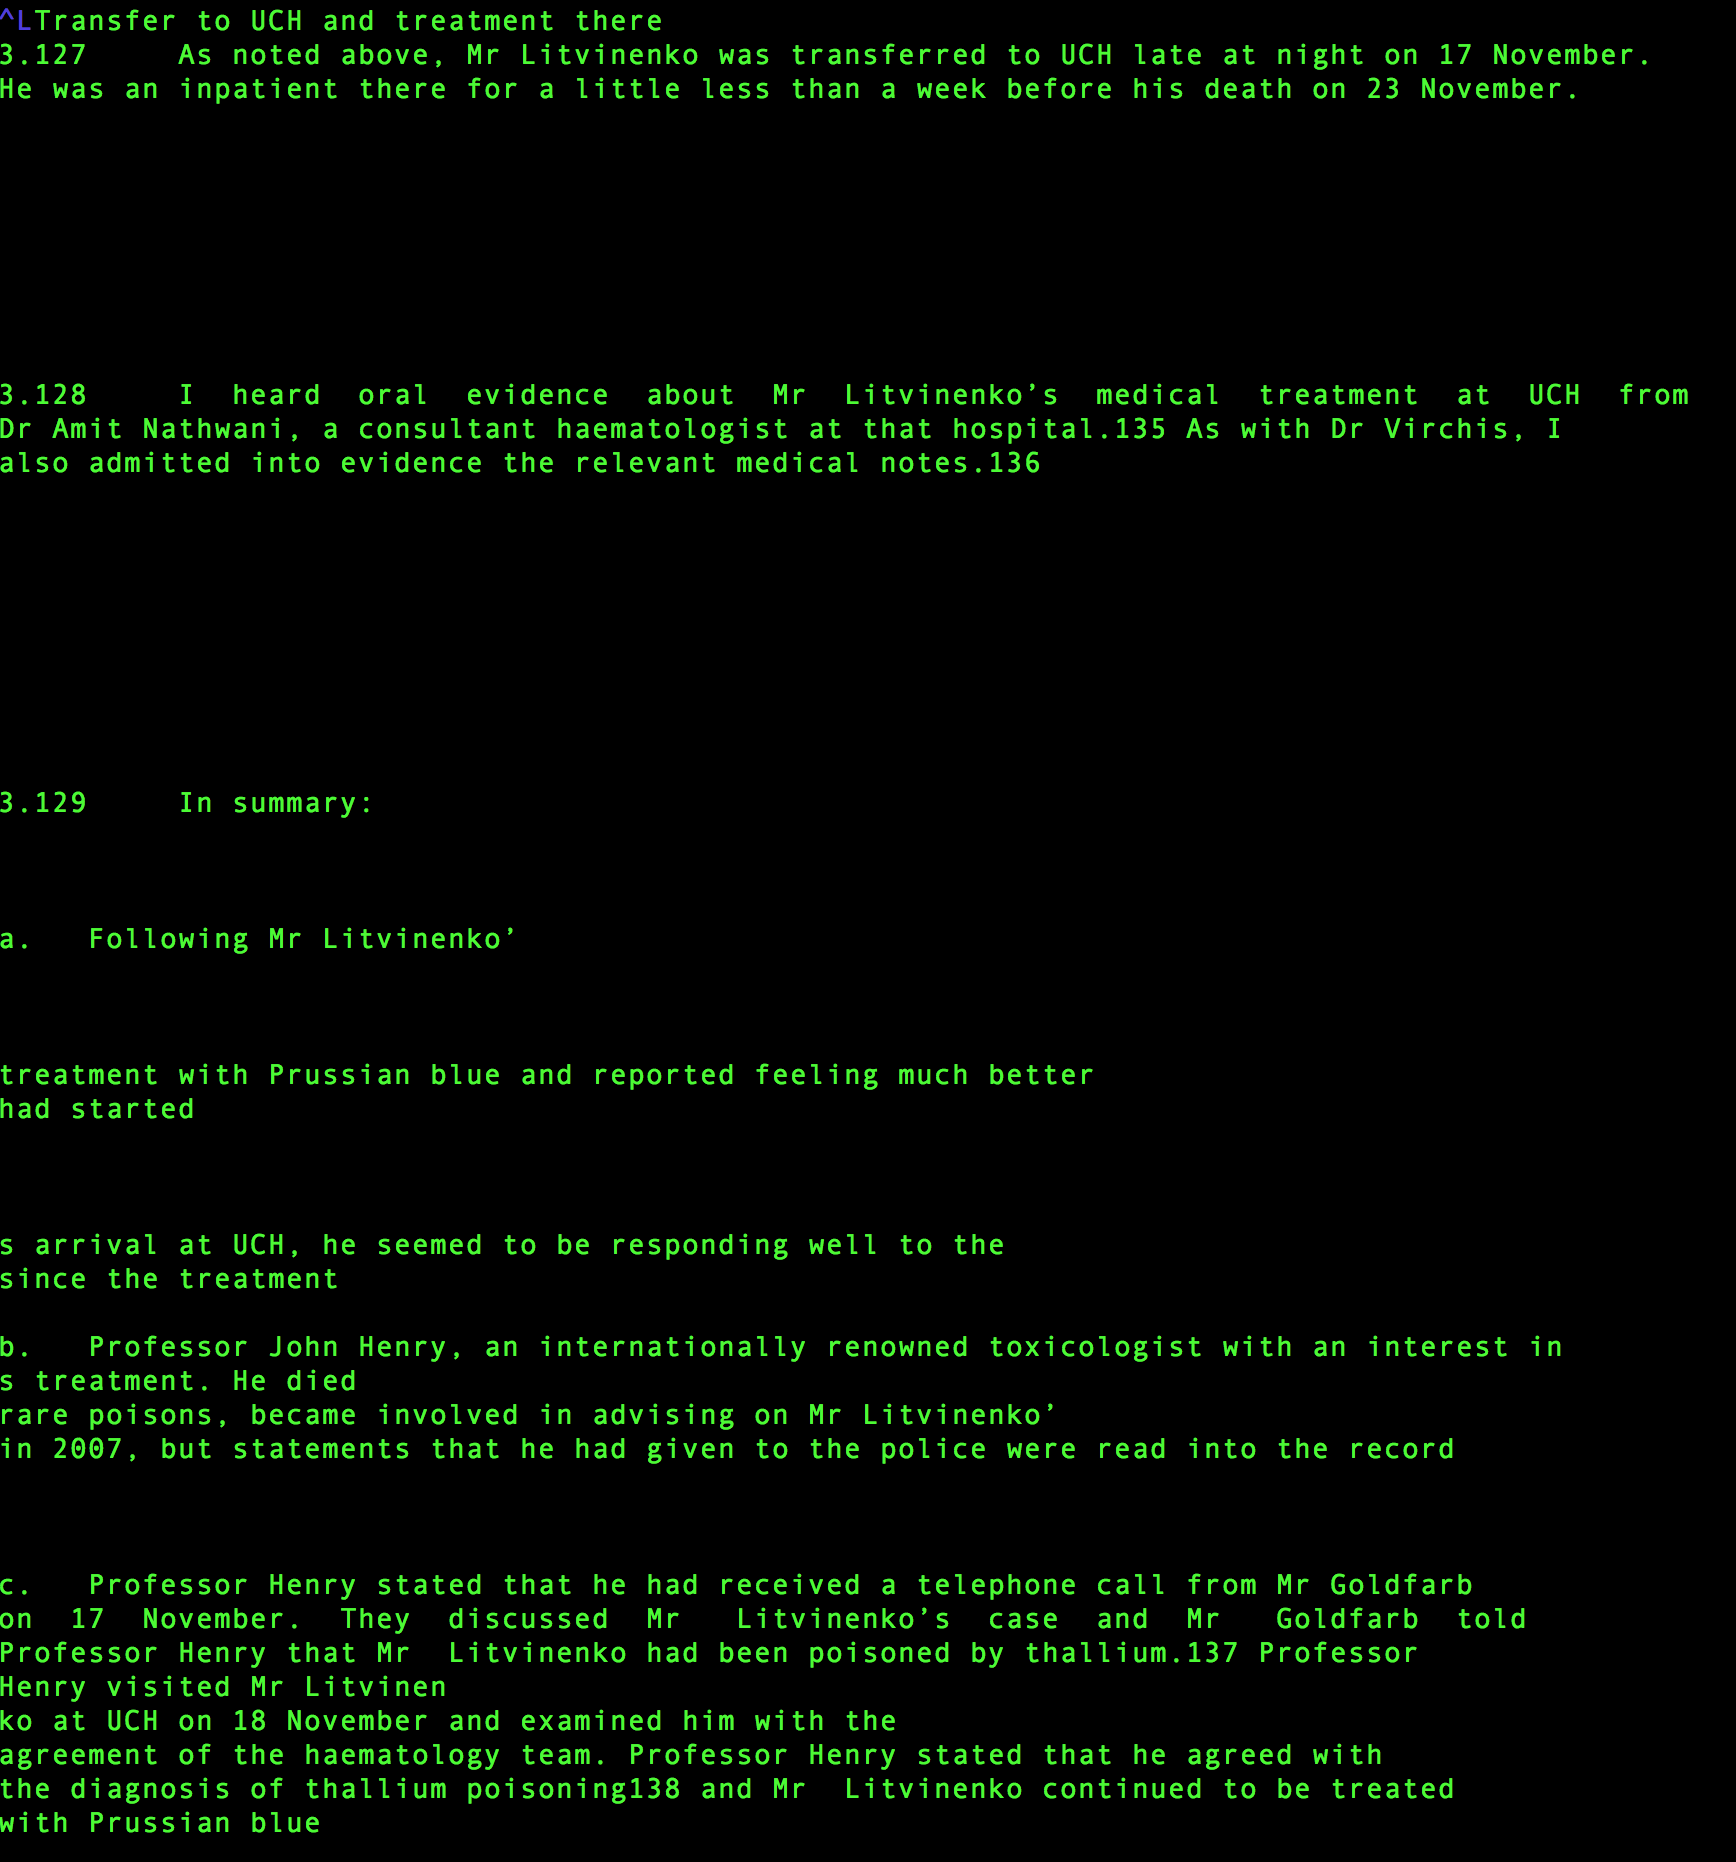 ^LTransfer to UCH and treatment there
3.127     As noted above, Mr Litvinenko was transferred to UCH late at night on 17 November.
He was an inpatient there for a little less than a week before his death on 23 November.
3.128     I  heard  oral  evidence  about  Mr  Litvinenko’s  medical  treatment  at  UCH  from
Dr Amit Nathwani, a consultant haematologist at that hospital.135 As with Dr Virchis, I
also admitted into evidence the relevant medical notes.136
3.129     In summary:
a.   Following Mr Litvinenko’
treatment with Prussian blue and reported feeling much better
had started
s arrival at UCH, he seemed to be responding well to the
since the treatment
b.   Professor John Henry, an internationally renowned toxicologist with an interest in
s treatment. He died
rare poisons, became involved in advising on Mr Litvinenko’
in 2007, but statements that he had given to the police were read into the record
c.   Professor Henry stated that he had received a telephone call from Mr Goldfarb
on  17  November.  They  discussed  Mr   Litvinenko’s  case  and  Mr   Goldfarb  told
Professor Henry that Mr  Litvinenko had been poisoned by thallium.137 Professor
Henry visited Mr Litvinen
ko at UCH on 18 November and examined him with the
agreement of the haematology team. Professor Henry stated that he agreed with
the diagnosis of thallium poisoning138 and Mr  Litvinenko continued to be treated
with Prussian blue